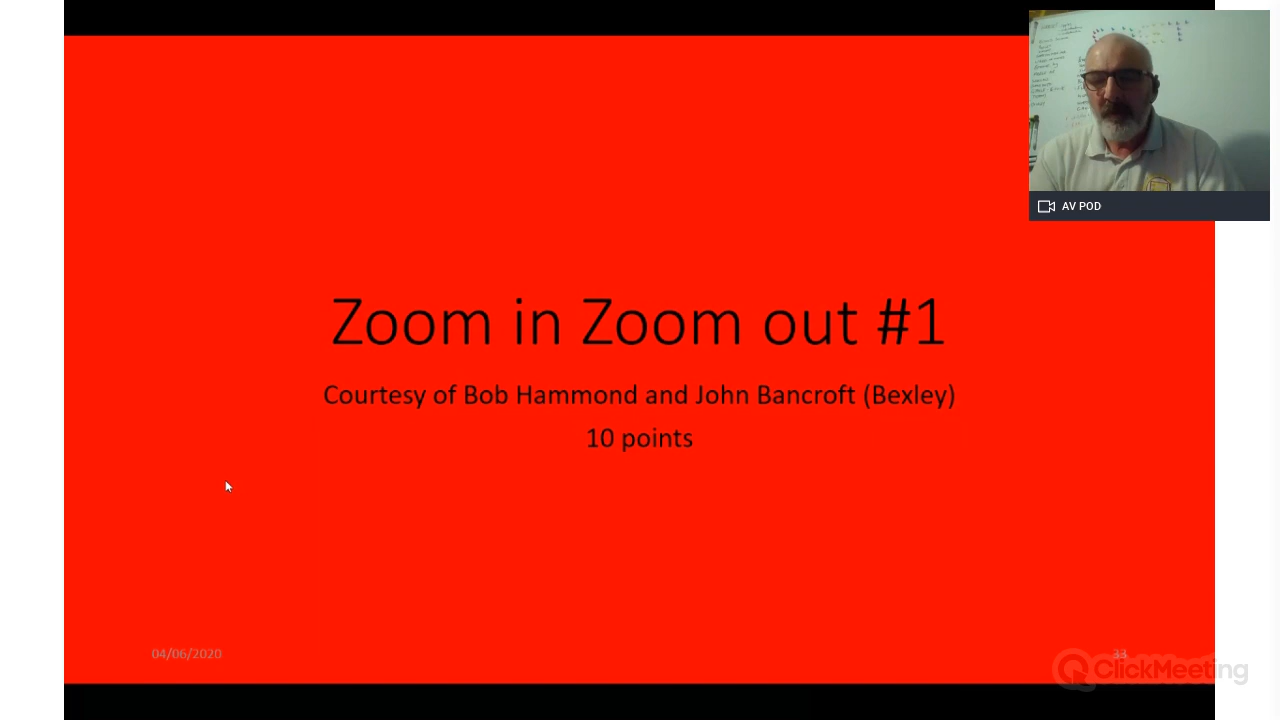 AV POD
Zoom in Zoom out #1
Courtesy of Bob Hammond and John Bancroft (Bexley)
10 points
04/06/2020
33
ClickMeeting